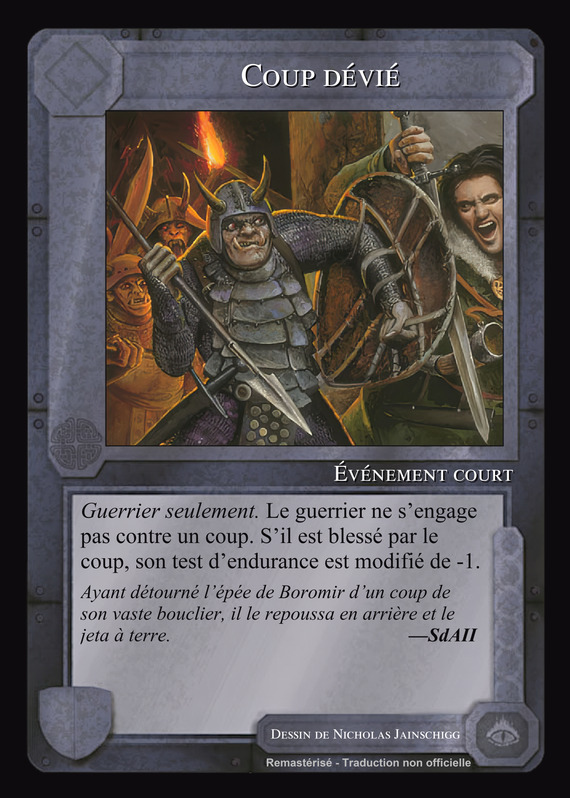 COUP DÉVIÉ
ÉVÉNEMENT COURT
Guerrier seulement. Le guerrier ne s’engage
pas contre un coup. S’il est blessé par le
coup, son test d’endurance est modifié de -1.
Ayant détourné l’épée de Boromir d’un coup de
son vaste bouclier, il le repoussa en arrière et le
jeta à terre. —SdAII
DESSIN DE NICHOLAS JAINSCHIGG
Remastérisé - Traduction non officielle